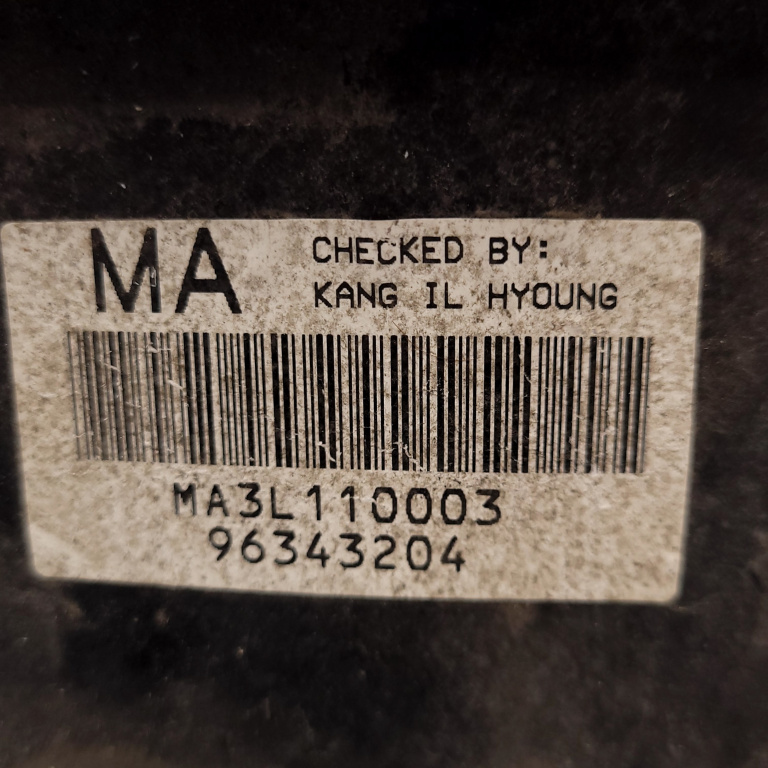 MA
CHECKED BY:
KANG IL HYOUNG
MA3L110003
96343204